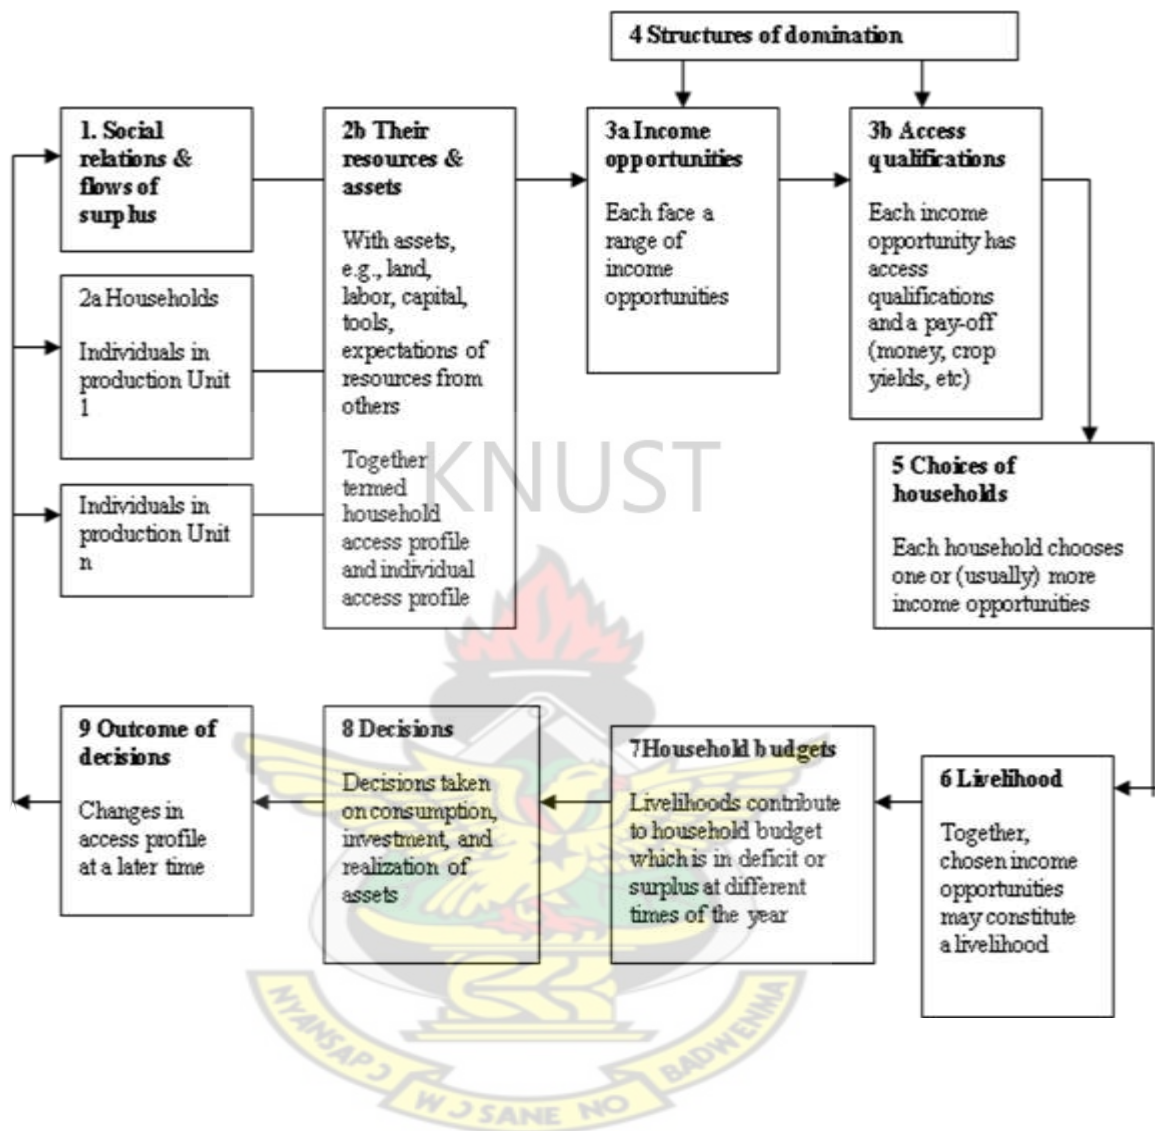 4 Structures of domination
1. Social
relations &
flows of
surplus
2a Households
Individuals in
production Unit
1
Individuals in
production Unit
n
2b Their
resources &
assets
With assets,
e.g., land,
labor, capital,
tools,
expectations of
resources from
others
Together
termed
household
access profile
and individual
access profile
3a Income
opportunities
Each face a
range of
income
opportunities
3b Access
qualifications
Each income
opportunity has
access
qualifications
and a pay-off
(money, crop
yields, etc)
5 Choices of
households
Each household chooses
one or (usually) more
income opportunities
6 Livelihood
Together,
chosen income
opportunities
may constitute
a livelihood
7Household budgets
Livelihoods contribute
to household budget
which is in deficit or
surplus at different
times of the year
8 Decisions
Decisions taken
on consumption,
investment, and
realization of
assets
9 Outcome of
decisions
Changes in
access profile
at a later time
KNUST
NYANSAPƆ
WƆSANE NO
BADWENMA